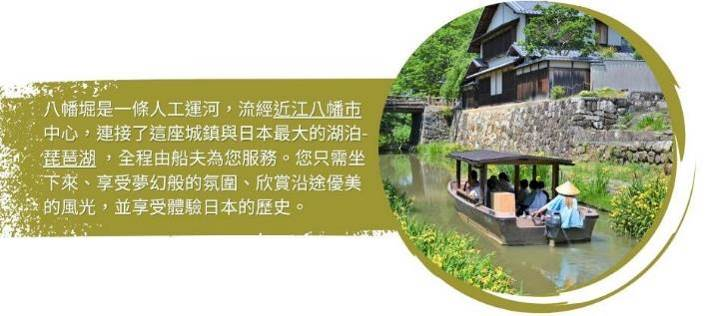 八幡堀是一條人工運河，流經近江八幡市
中心，連接了這座城鎮與日本最大的湖泊-
琵琶湖 ，全程由船夫為您服務。您只需坐
下來、享受夢幻般的氛圍、欣賞沿途優美
的風光，並享受體驗日本的歷史。